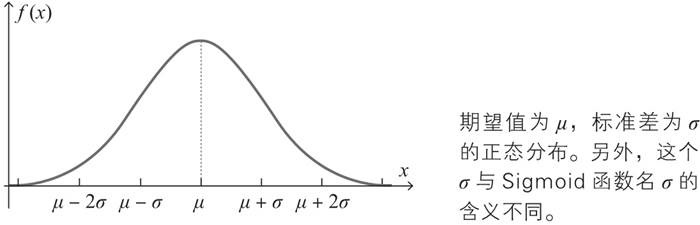 f(x)
x
μ − 2σ μ − σ μ μ + σ μ + 2σ
期望值为 μ，标准差为 σ
的正态分布。另外，这个
σ 与 Sigmoid 函数名 σ 的
含义不同。